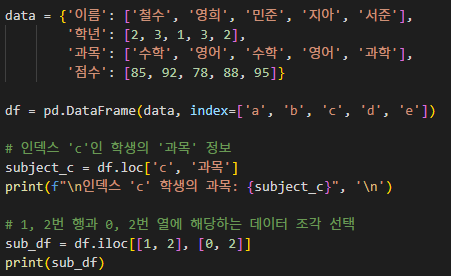 data = {'이름': ['철수', '영희', '민준', '지아', '서준'],
'학년': [2, 3, 1, 3, 2],
'과목': ['수학', '영어', '수학', '영어', '과학'],
'점수': [85, 92, 78, 88, 95]}
df = pd.DataFrame(data, index=['a', 'b', 'c', 'd', 'e'])
# 인덱스 'c'인 학생의 '과목' 정보
subject_c = df.loc['c', '과목']
print(f"\n인덱스 'c' 학생의 과목: {subject_c}", '\n')
# 1, 2번 행과 0, 2번 열에 해당하는 데이터 조각 선택
sub_df = df.iloc[[1, 2], [0, 2]]
print(sub_df)